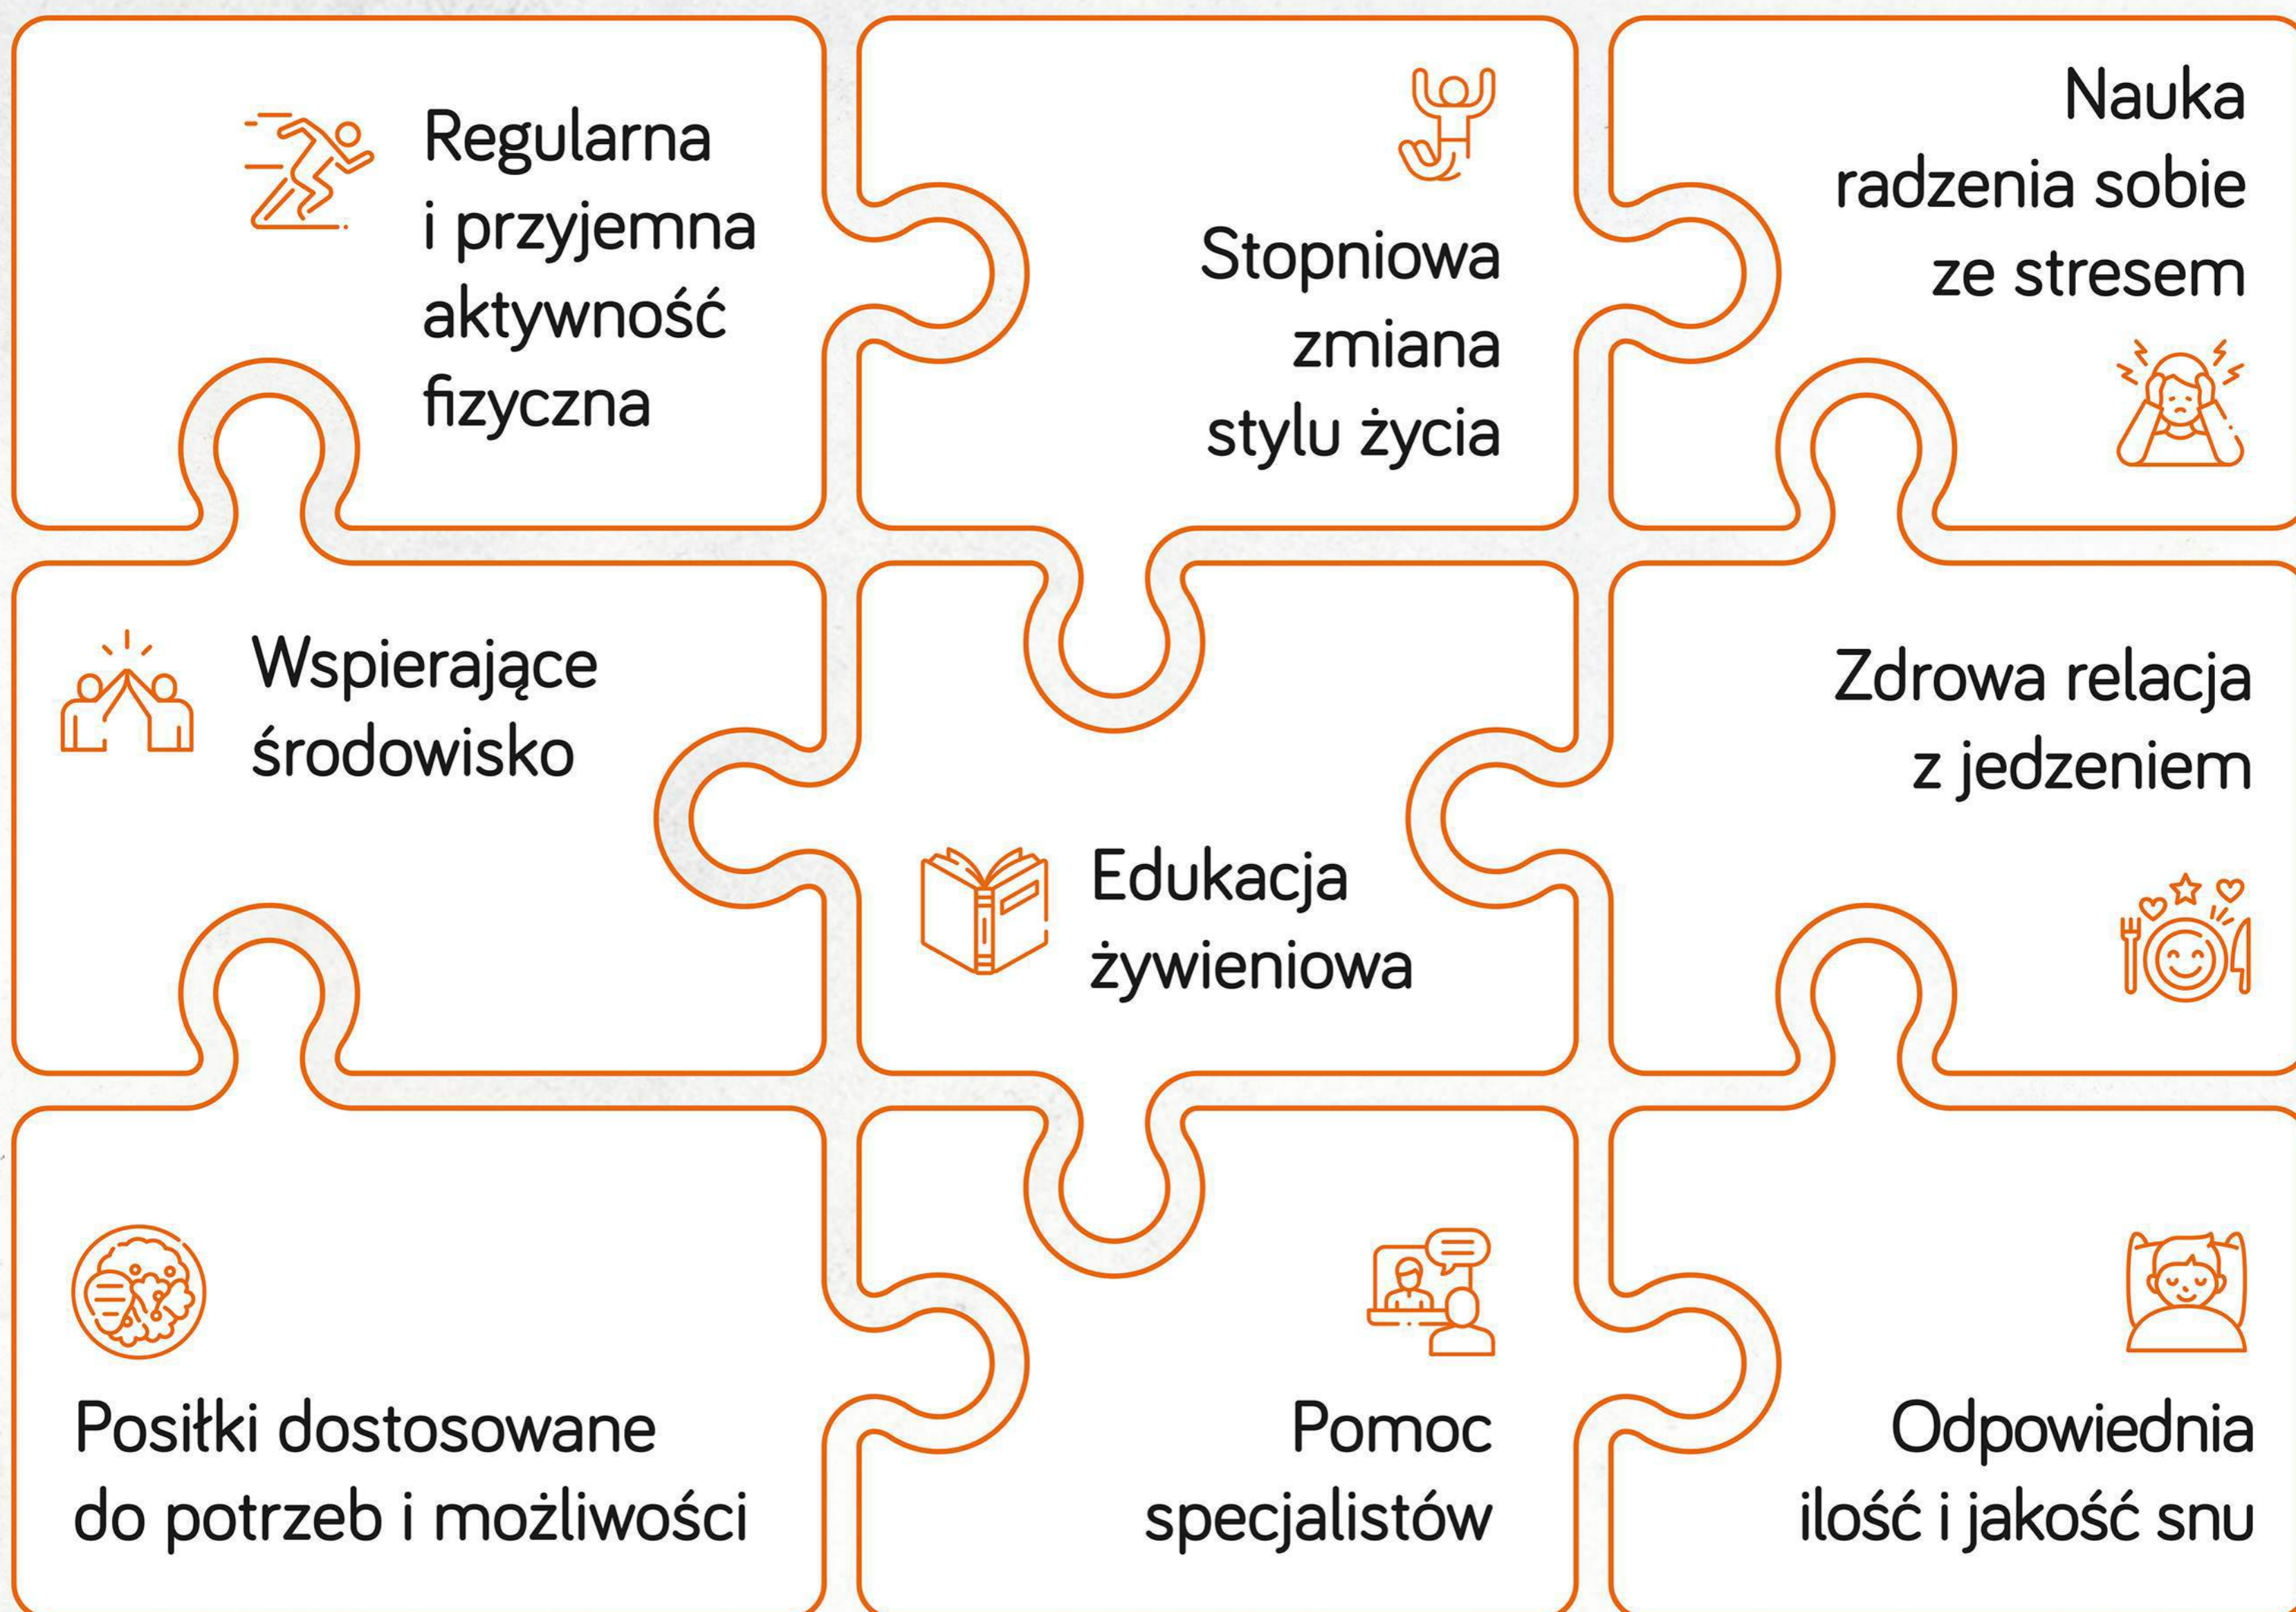 Regularna
i przyjemna
aktywność
fizyczna
Stopniowa
zmiana
stylu życia
Nauka
radzenia sobie
ze stresem
Wspierające
środowisko
Edukacja
żywieniowa
Zdrowa relacja
z jedzeniem
Posiłki dostosowane
do potrzeb i możliwości
Pomoc
specjalistów
Odpowiednia
ilość i jakość snu